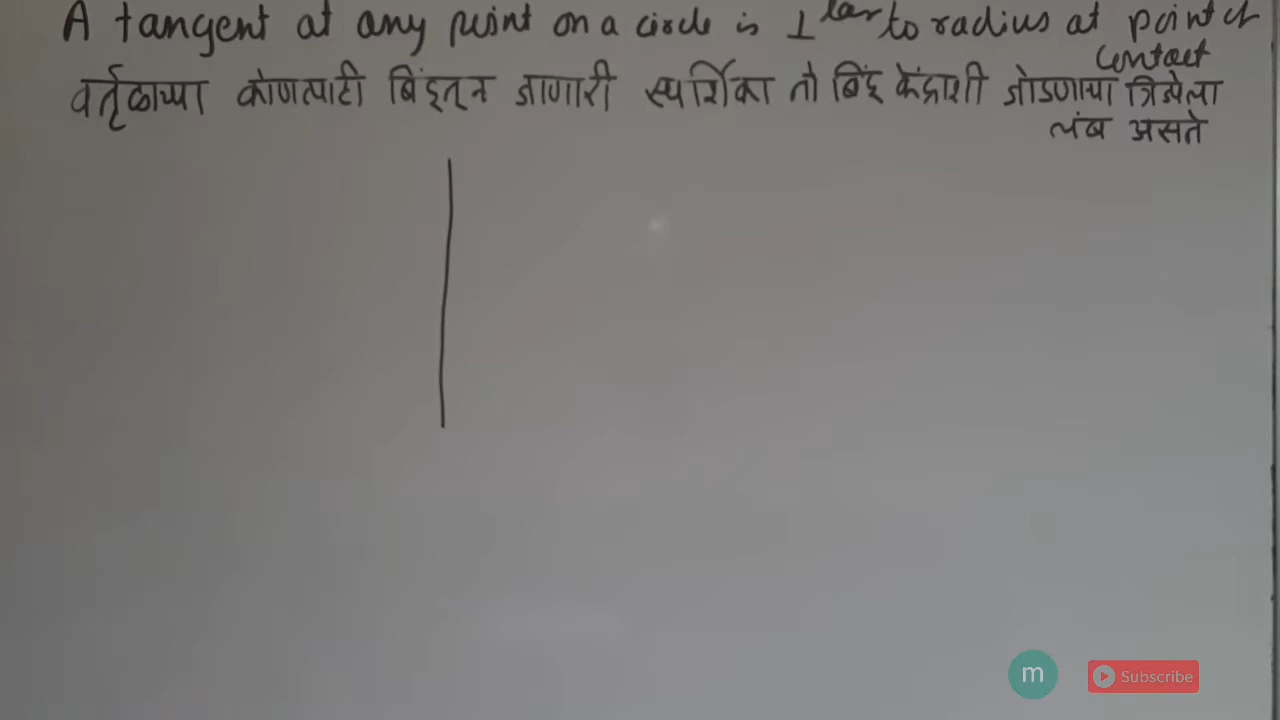 A tangent at any point on a circle is ⊥lar to radius at point of
contact
वर्तृळाच्या कोणत्याही बिंदूतून जाणारी स्पर्शिका तो बिंदू केंद्राशी जोडणाऱ्या त्रिज्येला
लंब असते
m
Subscribe